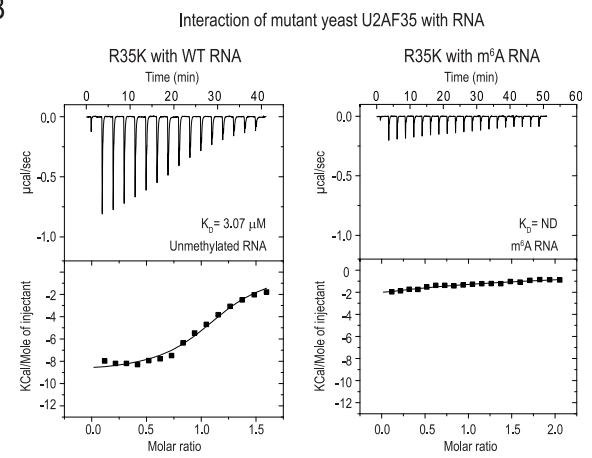 B
Interaction of mutant yeast U2AF35 with RNA
R35K with WT RNA
Time (min)
0 10 20 30 40
0.0
-0.5
-1.0
µcal/sec
K_D= 3.07 µM
Unmethylated RNA
-2
-4
-6
-8
-10
-12
KCal/Mole of injectant
0.0 0.5 1.0 1.5
Molar ratio
R35K with m⁶A RNA
Time (min)
0 10 20 30 40 50 60
0.0
-0.5
-1.0
µcal/sec
K_D= ND
m⁶A RNA
0
-2
-4
-6
-8
-10
-12
KCal/Mole of injectant
0.0 0.5 1.0 1.5 2.0
Molar ratio